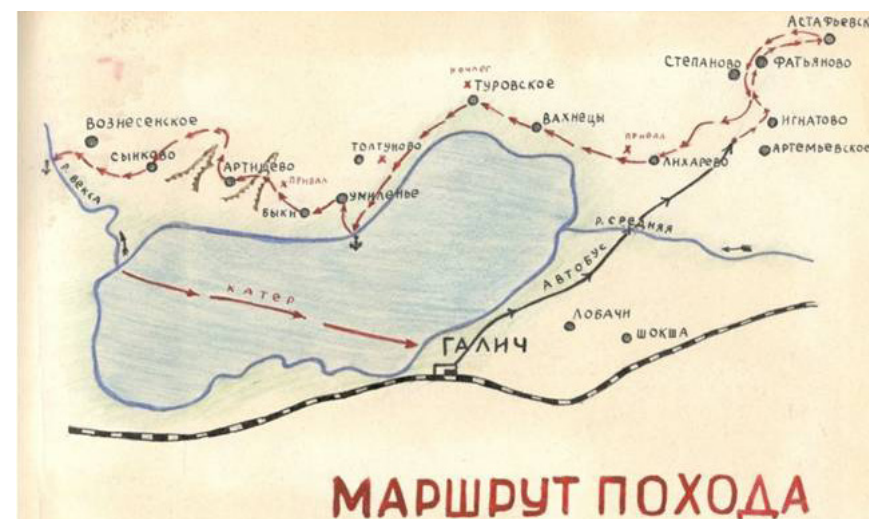 АСТАФЬЕВСК
СТЕПАНОВО
ФАТЬЯНОВО
НОЧЛЕГ
ТУРОВСКОЕ
ВОЗНЕСЕНСКОЕ
ВАХНЕЦЫ
ИГНАТОВО
СЫНКОВО
ТОЛТУНОВО
ПРИВАЛ
ЛИХАРЕВО
АРТЕМЬЕВСКОЕ
АРТИЩЕВО
ПРИВАЛ
Р. ВЕКСА
БЫКИ
УМИЛЕНЬЕ
Р. СРЕДНЯЯ
КАТЕР
АВТОБУС
ЛОБАЧИ
ШОКША
ГАЛИЧ
МАРШРУТ ПОХОДА